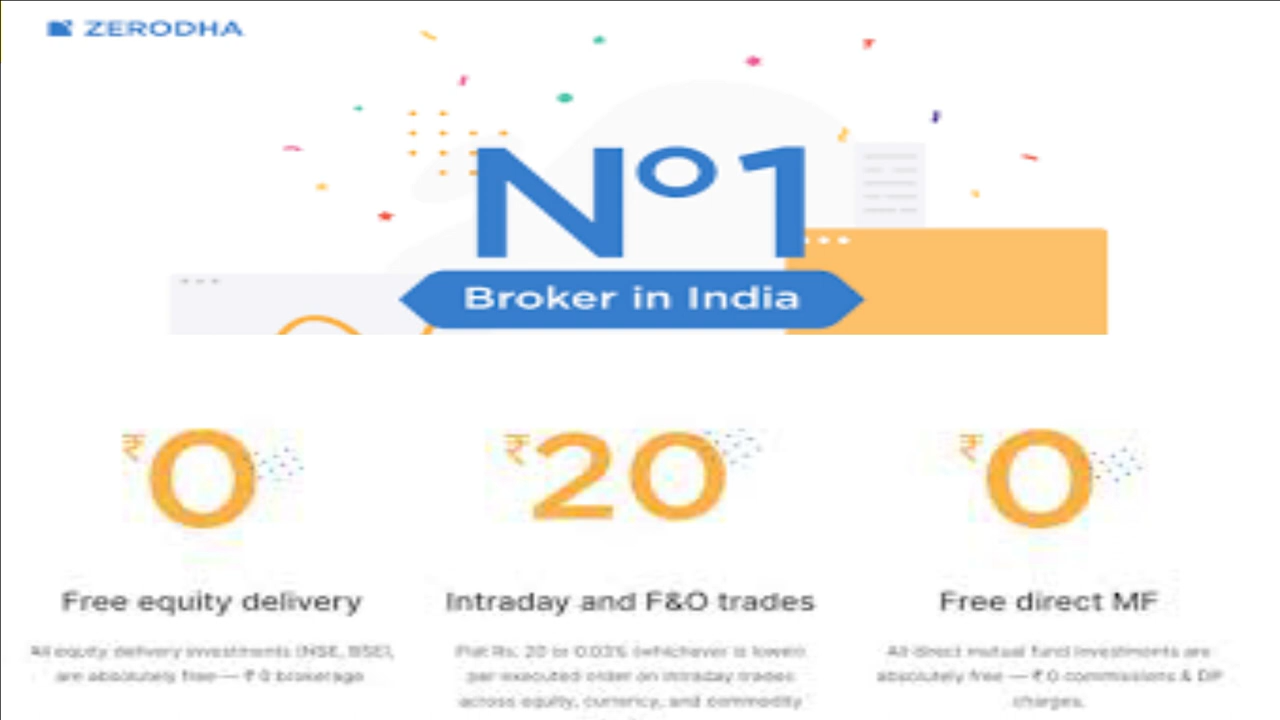 ZERODHA
Nº1
Broker in India
₹0
₹20
₹0
Free equity delivery
Intraday and F&O trades
Free direct MF
All equity delivery investments (NSE, BSE),
are absolutely free — ₹ 0 brokerage.
Flat Rs. 20 or 0.03% (whichever is lower)
per executed order on intraday trades
across equity, currency, and commodity
All direct mutual fund investments are
absolutely free — ₹ 0 commissions & DP
charges.